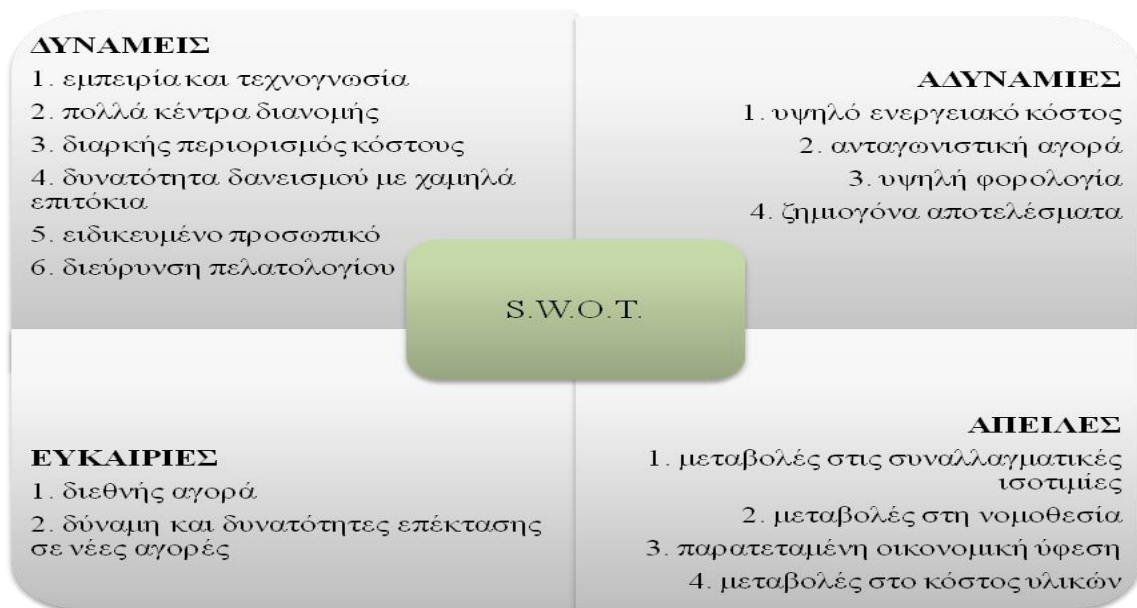 ΔΥΝΑΜΕΙΣ
1. εμπειρία και τεχνογνωσία
2. πολλά κέντρα διανομής
3. διαρκής περιορισμός κόστους
4. δυνατότητα δανεισμού με χαμηλά
επιτόκια
5. ειδικευμένο προσωπικό
6. διεύρυνση πελατολογίου
ΑΔΥΝΑΜΙΕΣ
1. υψηλό ενεργειακό κόστος
2. ανταγωνιστική αγορά
3. υψηλή φορολογία
4. ζημιογόνα αποτελέσματα
S.W.O.T.
ΕΥΚΑΙΡΙΕΣ
1. διεθνής αγορά
2. δύναμη και δυνατότητες επέκτασης
σε νέες αγορές
ΑΠΕΙΛΕΣ
1. μεταβολές στις συναλλαγματικές
ισοτιμίες
2. μεταβολές στη νομοθεσία
3. παρατεταμένη οικονομική ύφεση
4. μεταβολές στο κόστος υλικών